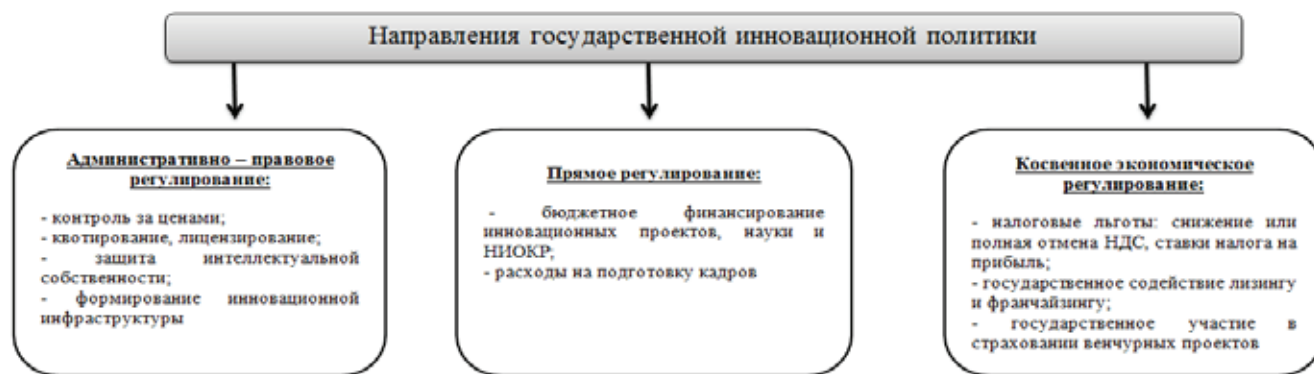 Направления государственной инновационной политики
Административно – правовое
регулирование:
- контроль за ценами;
- квотирование, лицензирование;
- защита интеллектуальной
собственности;
- формирование инновационной
инфраструктуры
Прямое регулирование:
- бюджетное финансирование
инновационных проектов, науки и
НИОКР;
- расходы на подготовку кадров
Косвенное экономическое
регулирование:
- налоговые льготы: снижение или
полная отмена НДС, ставки налога на
прибыль;
- государственное содействие лизингу
и франчайзингу;
- государственное участие в
страховании венчурных проектов